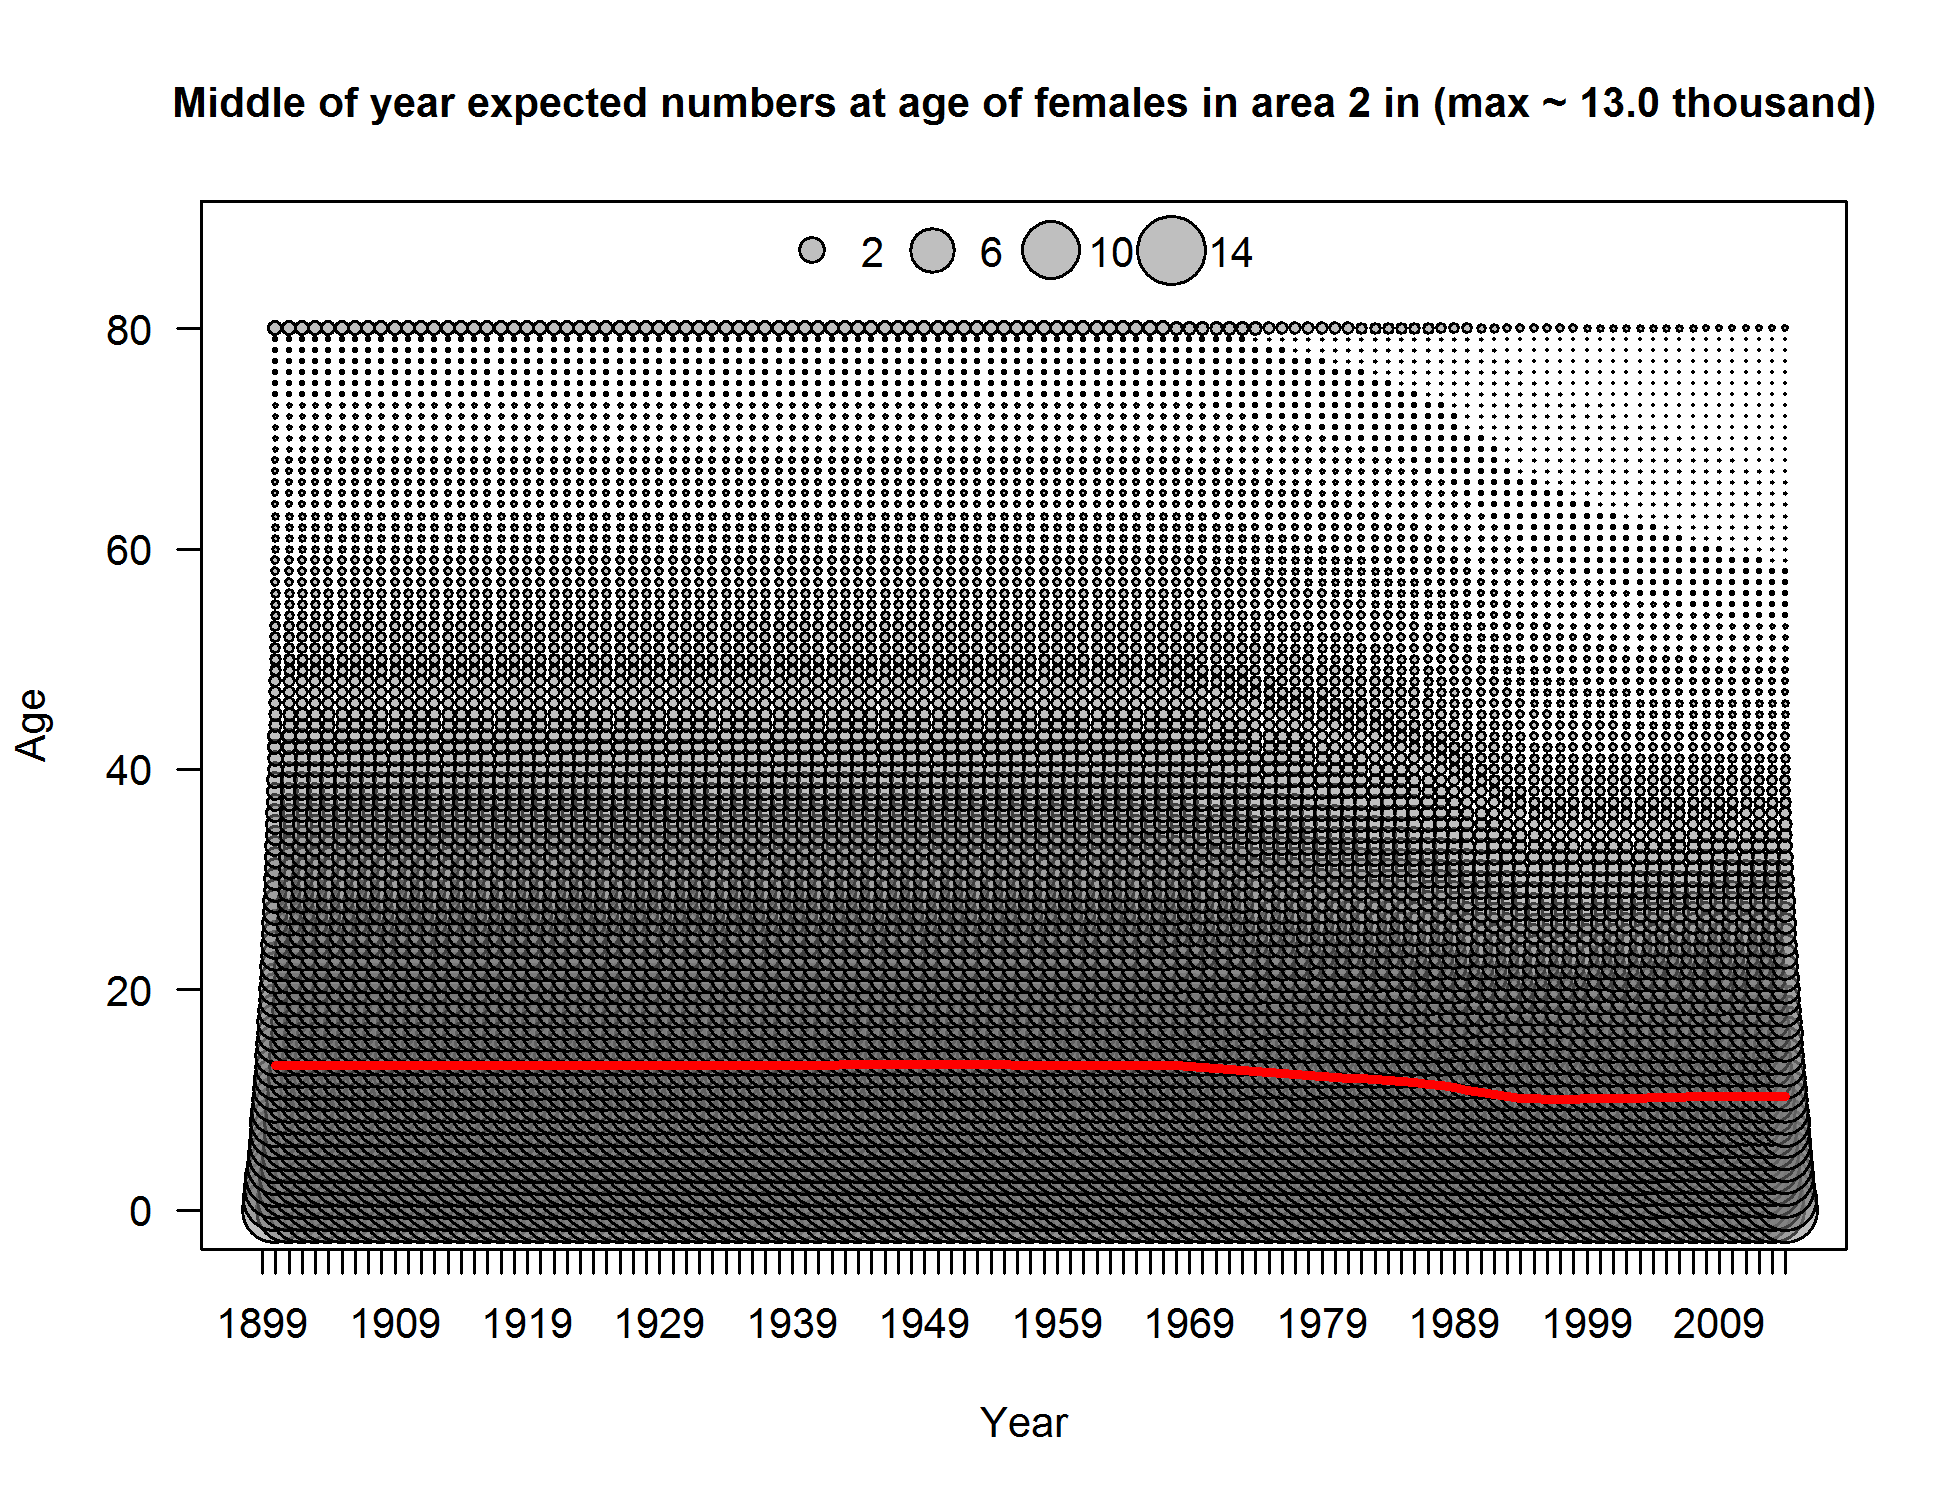 Middle of year expected numbers at age of females in area 2 in (max ~ 13.0 thousand)
2 6 10 14
80
60
40
20
0
Age
1899 1909 1919 1929 1939 1949 1959 1969 1979 1989 1999 2009
Year